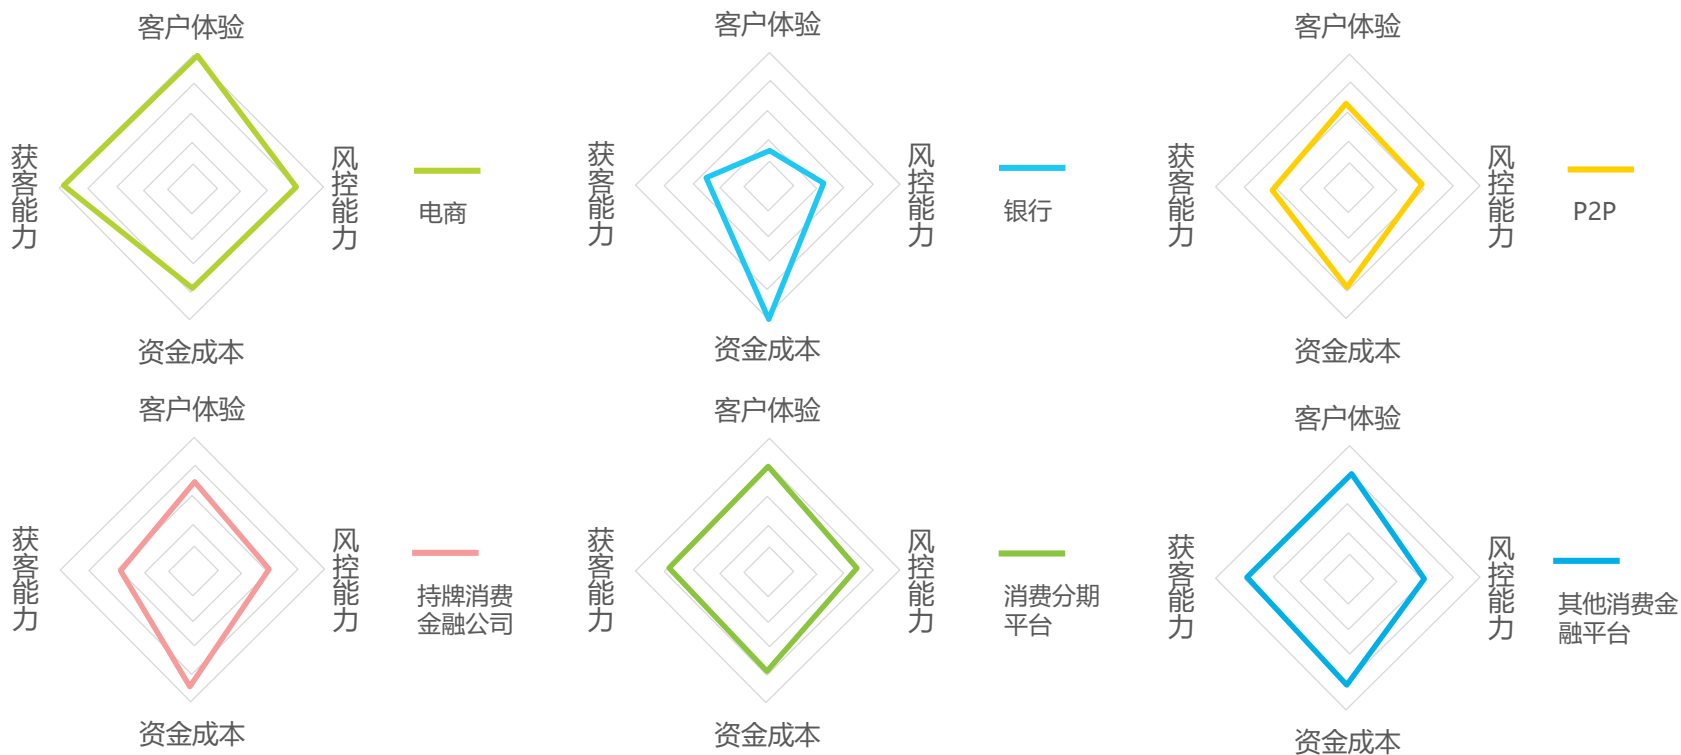 客户体验
获客能力
风控能力
电商
资金成本
客户体验
获客能力
风控能力
银行
资金成本
客户体验
获客能力
风控能力
P2P
资金成本
客户体验
获客能力
风控能力
持牌消费
金融公司
资金成本
客户体验
获客能力
风控能力
消费分期
平台
资金成本
客户体验
获客能力
风控能力
其他消费金
融平台
资金成本